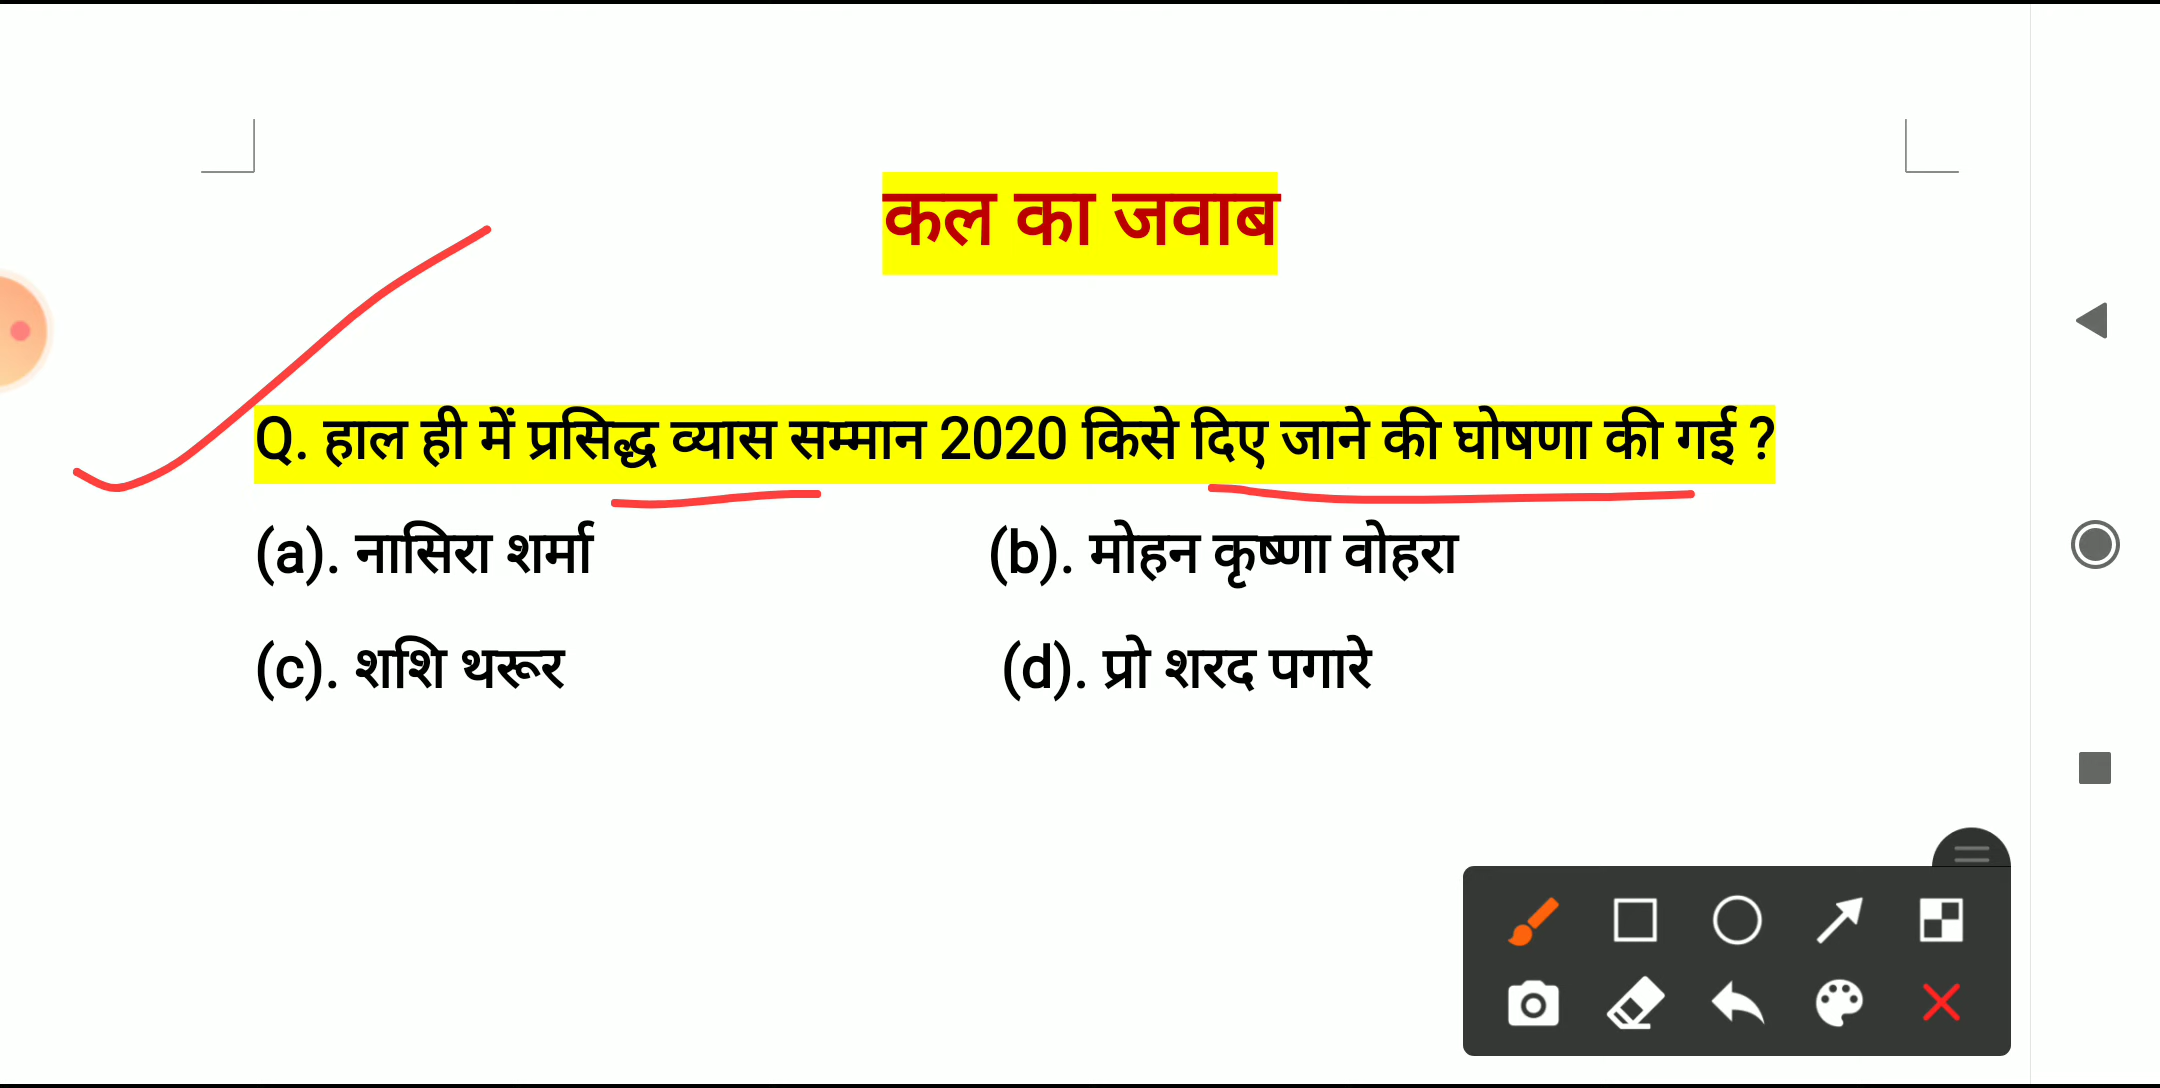 कल का जवाब
Q. हाल ही में प्रसिद्ध व्यास सम्मान 2020 किसे दिए जाने की घोषणा की गई ?
(a). नासिरा शर्मा (b). मोहन कृष्णा वोहरा
(c). शशि थरूर (d). प्रो शरद पगारे